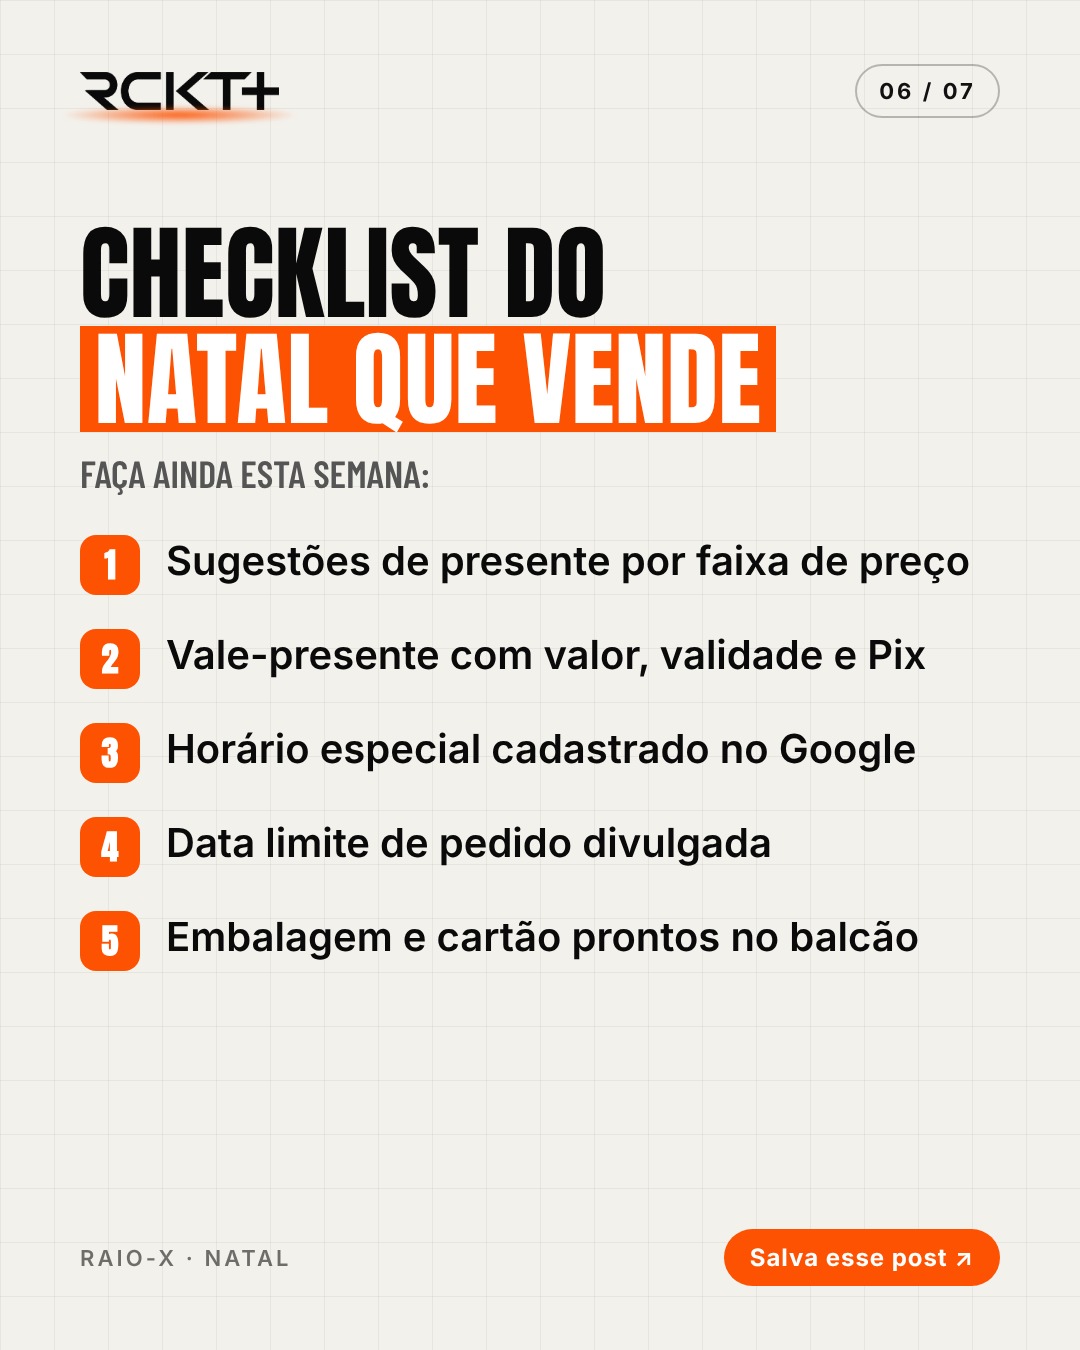 RCKT+
06 / 07
CHECKLIST DO
NATAL QUE VENDE
FAÇA AINDA ESTA SEMANA:
1 Sugestões de presente por faixa de preço
2 Vale-presente com valor, validade e Pix
3 Horário especial cadastrado no Google
4 Data limite de pedido divulgada
5 Embalagem e cartão prontos no balcão
RAIO-X · NATAL
Salva esse post ↗